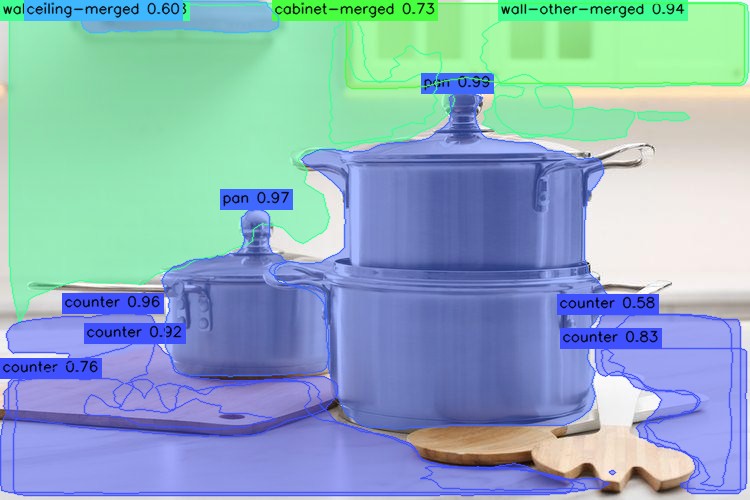 ceiling-merged 0.603
cabinet-merged 0.73
wall-other-merged 0.94
pan 0.99
pan 0.97
counter 0.96
counter 0.58
counter 0.92
counter 0.83
counter 0.76